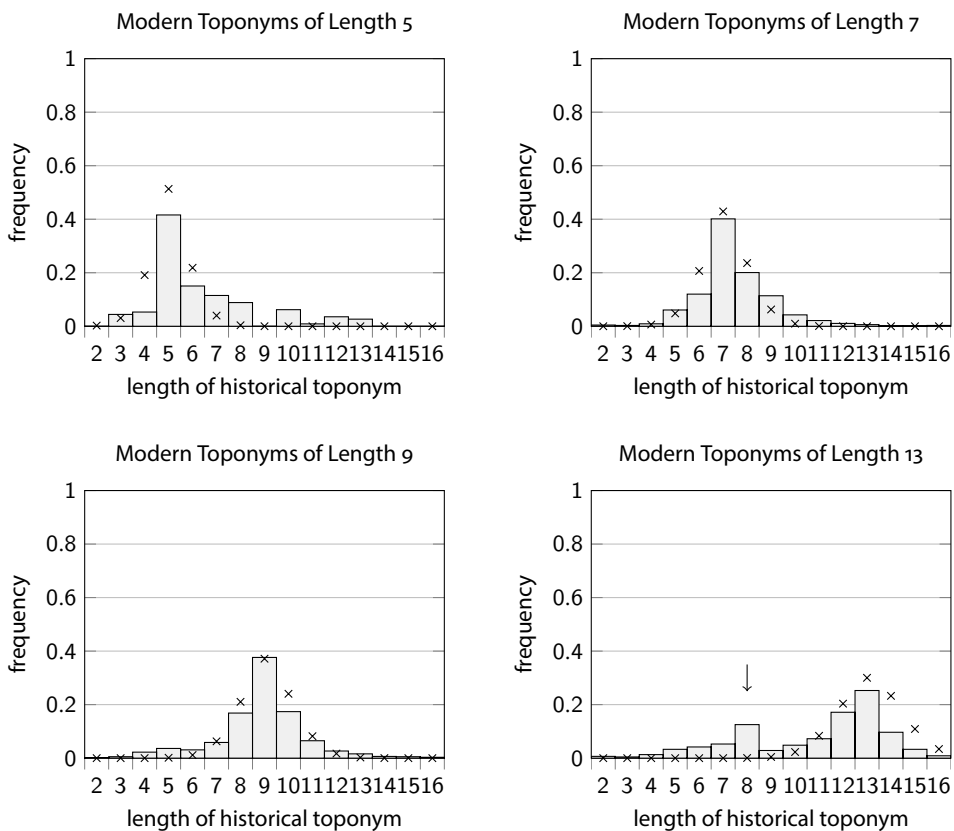 Modern Toponyms of Length 5
1
0.8
0.6
0.4
0.2
0
frequency
2 3 4 5 6 7 8 9 10 11 12 13 14 15 16
length of historical toponym
Modern Toponyms of Length 7
1
0.8
0.6
0.4
0.2
0
frequency
2 3 4 5 6 7 8 9 10 11 12 13 14 15 16
length of historical toponym
Modern Toponyms of Length 9
1
0.8
0.6
0.4
0.2
0
frequency
2 3 4 5 6 7 8 9 10 11 12 13 14 15 16
length of historical toponym
Modern Toponyms of Length 13
1
0.8
0.6
0.4
0.2
0
frequency
2 3 4 5 6 7 8 9 10 11 12 13 14 15 16
length of historical toponym